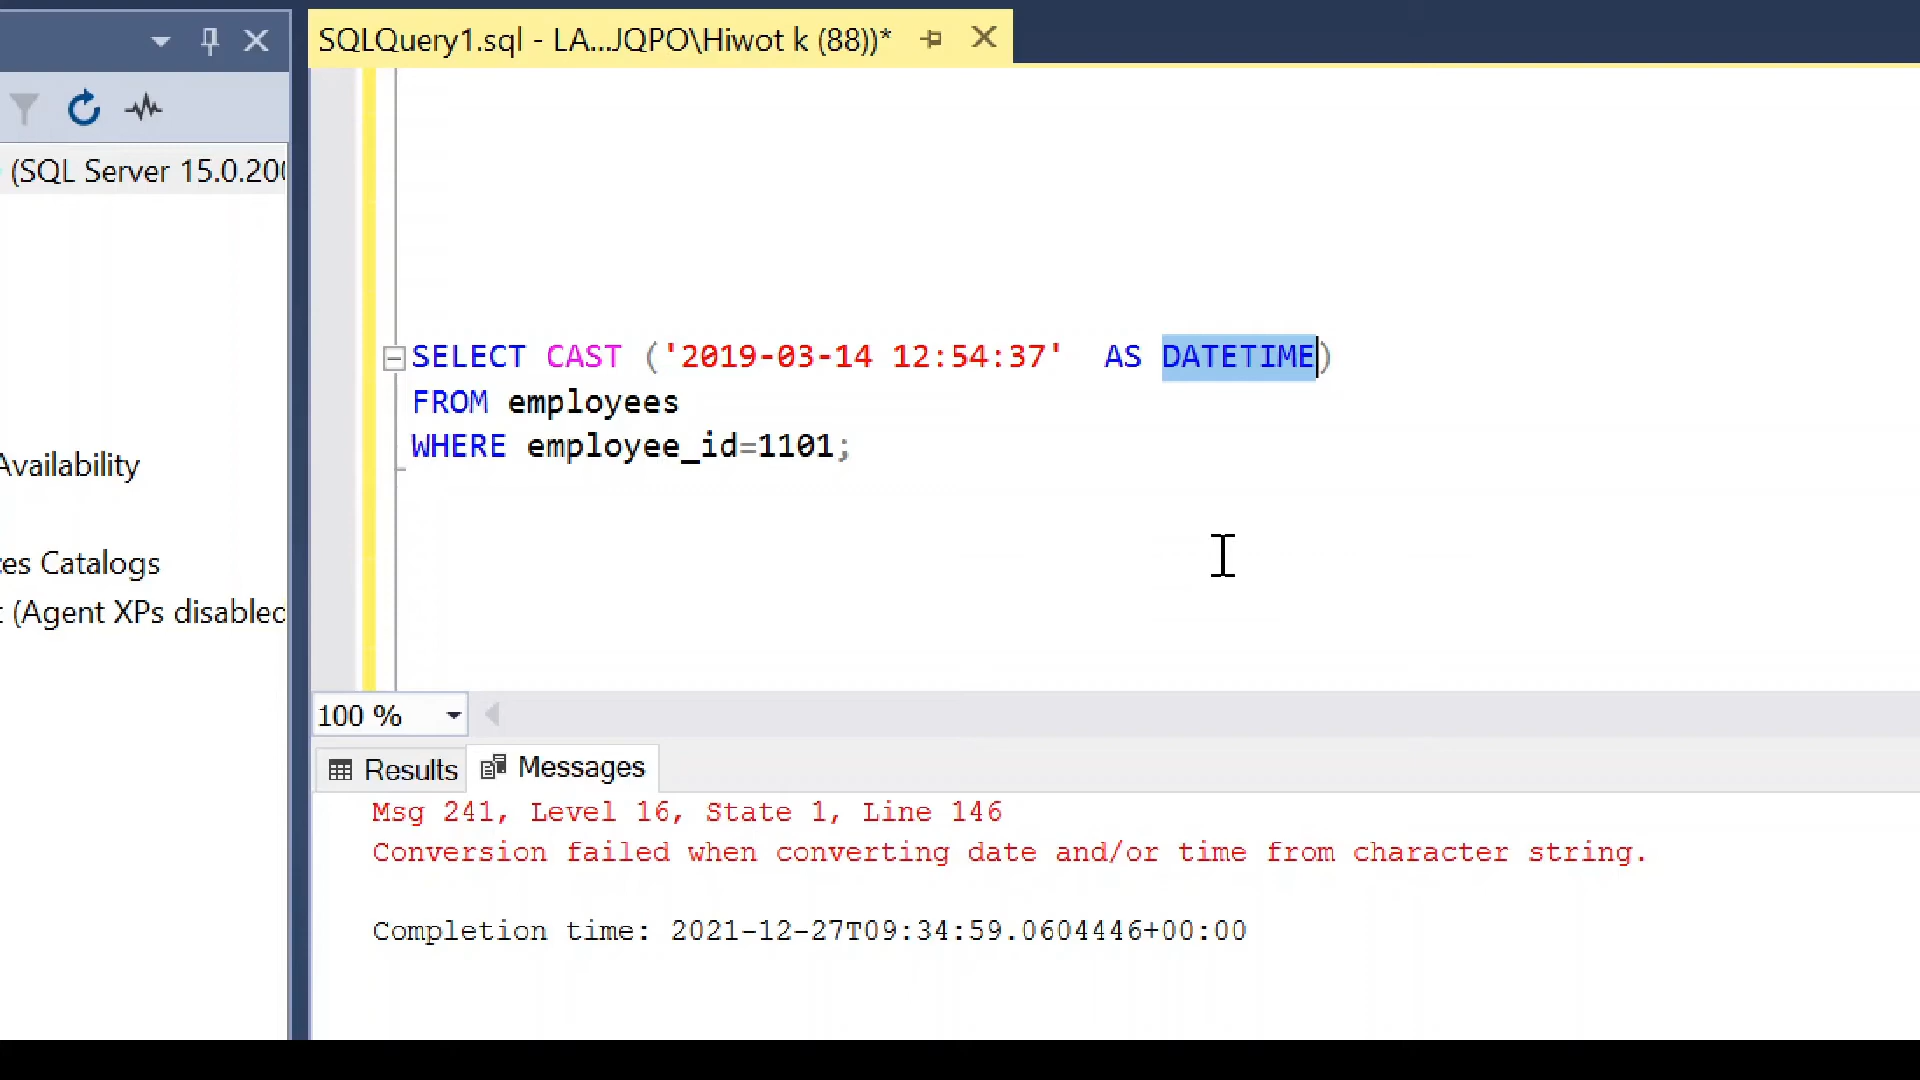 SQLQuery1.sql - LA...JQPO\Hiwot k (88))*
(SQL Server 15.0.200
Availability
ces Catalogs
t (Agent XPs disabled
SELECT CAST ('2019-03-14 12:54:37'  AS DATETIME)
FROM employees
WHERE employee_id=1101;
100 %
Results
Messages
Msg 241, Level 16, State 1, Line 146
Conversion failed when converting date and/or time from character string.
Completion time: 2021-12-27T09:34:59.0604446+00:00